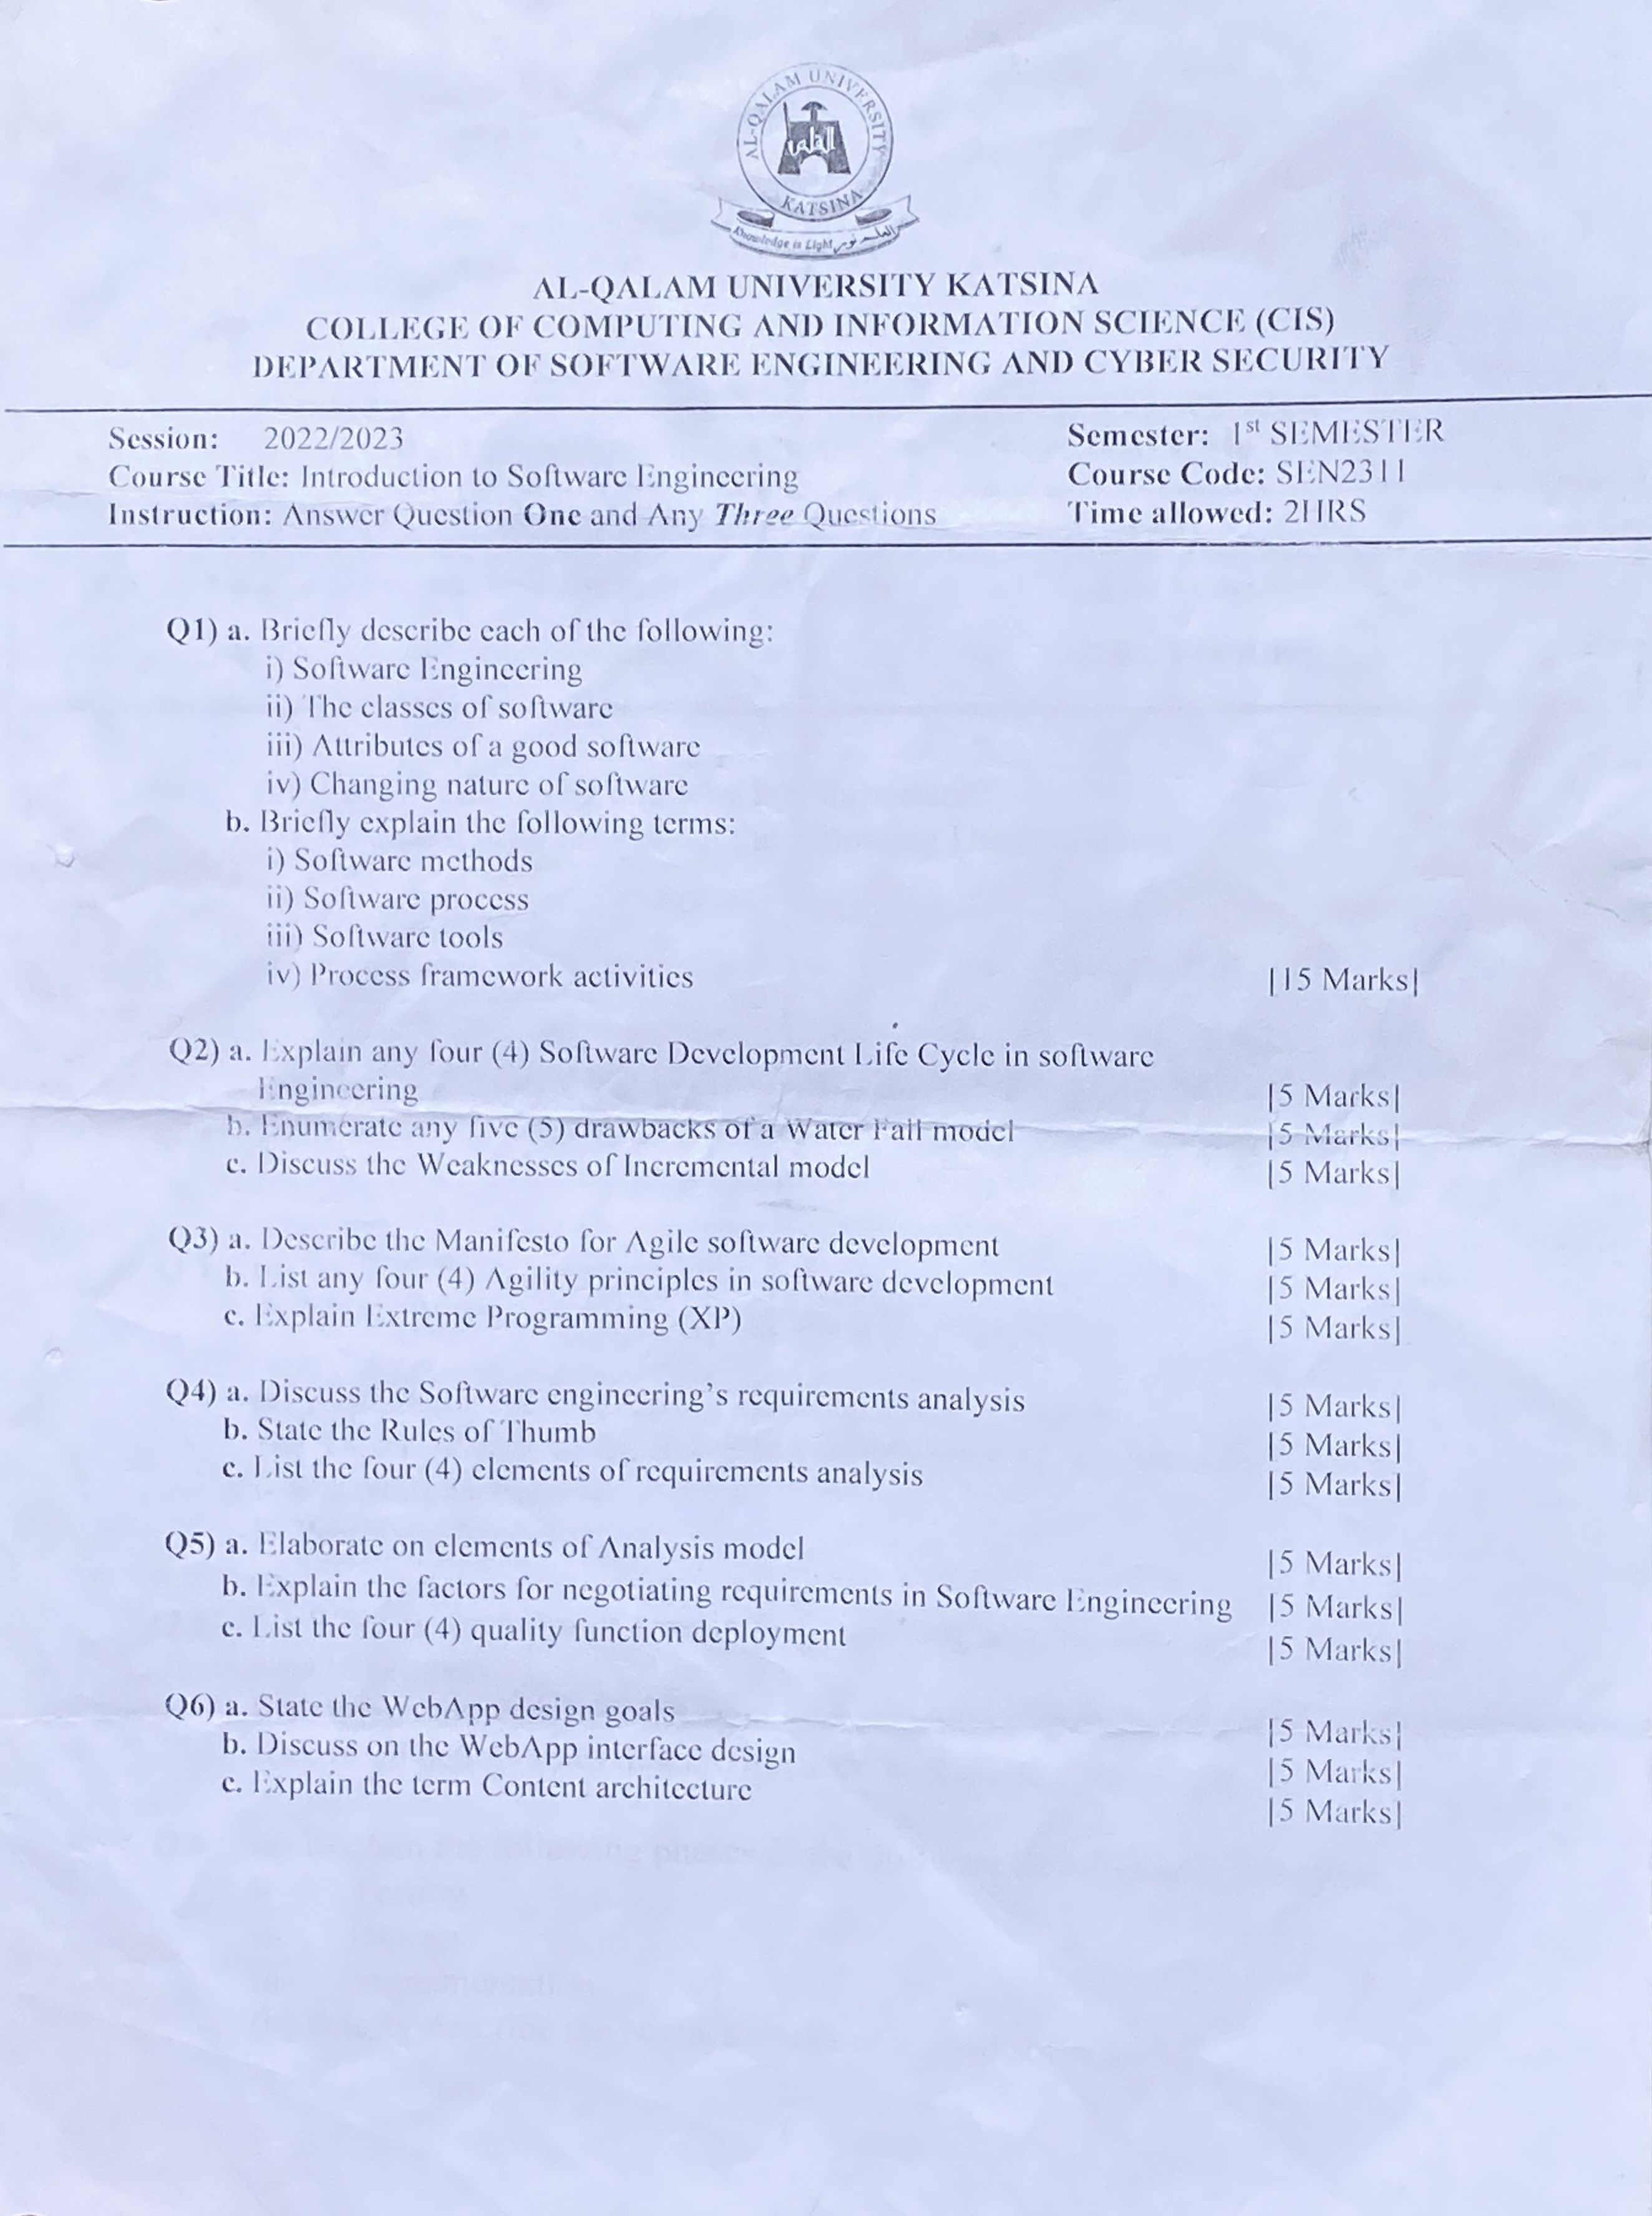 AL-QALAM UNIVERSITY
القلم
KATSINA
Knowledge is Light العلم نور
AL-QALAM UNIVERSITY KATSINA
COLLEGE OF COMPUTING AND INFORMATION SCIENCE (CIS)
DEPARTMENT OF SOFTWARE ENGINEERING AND CYBER SECURITY
Session: 2022/2023 Semester: 1st SEMESTER
Course Title: Introduction to Software Engineering Course Code: SEN2311
Instruction: Answer Question One and Any Three Questions Time allowed: 2HRS
Q1) a. Briefly describe each of the following:
i) Software Engineering
ii) The classes of software
iii) Attributes of a good software
iv) Changing nature of software
b. Briefly explain the following terms:
i) Software methods
ii) Software process
iii) Software tools
iv) Process framework activities [15 Marks]
Q2) a. Explain any four (4) Software Development Life Cycle in software
Engineering [5 Marks]
b. Enumerate any five (5) drawbacks of a Water Fall model [5 Marks]
c. Discuss the Weaknesses of Incremental model [5 Marks]
Q3) a. Describe the Manifesto for Agile software development [5 Marks]
b. List any four (4) Agility principles in software development [5 Marks]
c. Explain Extreme Programming (XP) [5 Marks]
Q4) a. Discuss the Software engineering's requirements analysis [5 Marks]
b. State the Rules of Thumb [5 Marks]
c. List the four (4) elements of requirements analysis [5 Marks]
Q5) a. Elaborate on elements of Analysis model [5 Marks]
b. Explain the factors for negotiating requirements in Software Engineering [5 Marks]
c. List the four (4) quality function deployment [5 Marks]
Q6) a. State the WebApp design goals [5 Marks]
b. Discuss on the WebApp interface design [5 Marks]
c. Explain the term Content architecture [5 Marks]